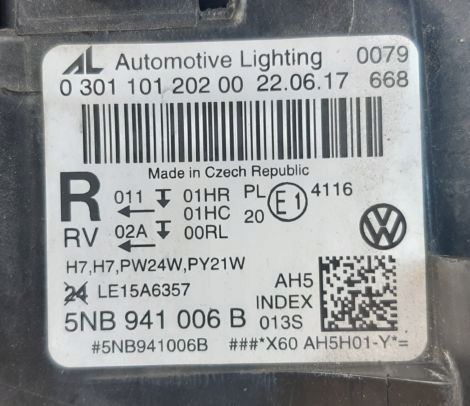 AL Automotive Lighting 0079
0 301 101 202 00 22.06.17 668
Made in Czech Republic
R 011 01HR PL E1 4116
01HC 20
RV 02A 00RL
H7,H7,PW24W,PY21W
24 LE15A6357 AH5
INDEX
5NB 941 006 B 013S
#5NB941006B ###*X60 AH5H01-Y*=